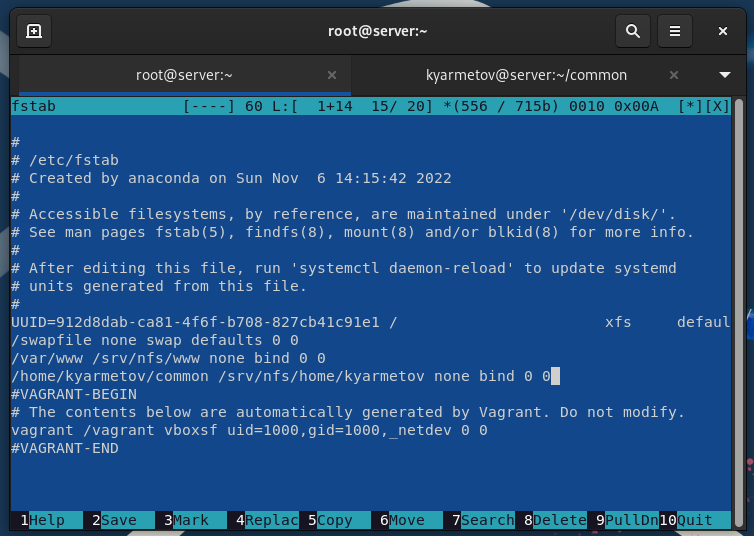 root@server:~
root@server:~
kyarmetov@server:~/common
fstab [----] 60 L:[ 1+14 15/ 20] *(556 / 715b) 0010 0x00A [*][X]
#
# /etc/fstab
# Created by anaconda on Sun Nov  6 14:15:42 2022
#
# Accessible filesystems, by reference, are maintained under '/dev/disk/'.
# See man pages fstab(5), findfs(8), mount(8) and/or blkid(8) for more info.
#
# After editing this file, run 'systemctl daemon-reload' to update systemd
# units generated from this file.
#
UUID=912d8dab-ca81-4f6f-b708-827cb41c91e1 / xfs defaul
/swapfile none swap defaults 0 0
/var/www /srv/nfs/www none bind 0 0
/home/kyarmetov/common /srv/nfs/home/kyarmetov none bind 0 0
#VAGRANT-BEGIN
# The contents below are automatically generated by Vagrant. Do not modify.
vagrant /vagrant vboxsf uid=1000,gid=1000,_netdev 0 0
#VAGRANT-END
1Help 2Save 3Mark 4Replac 5Copy 6Move 7Search 8Delete 9PullDn 10Quit